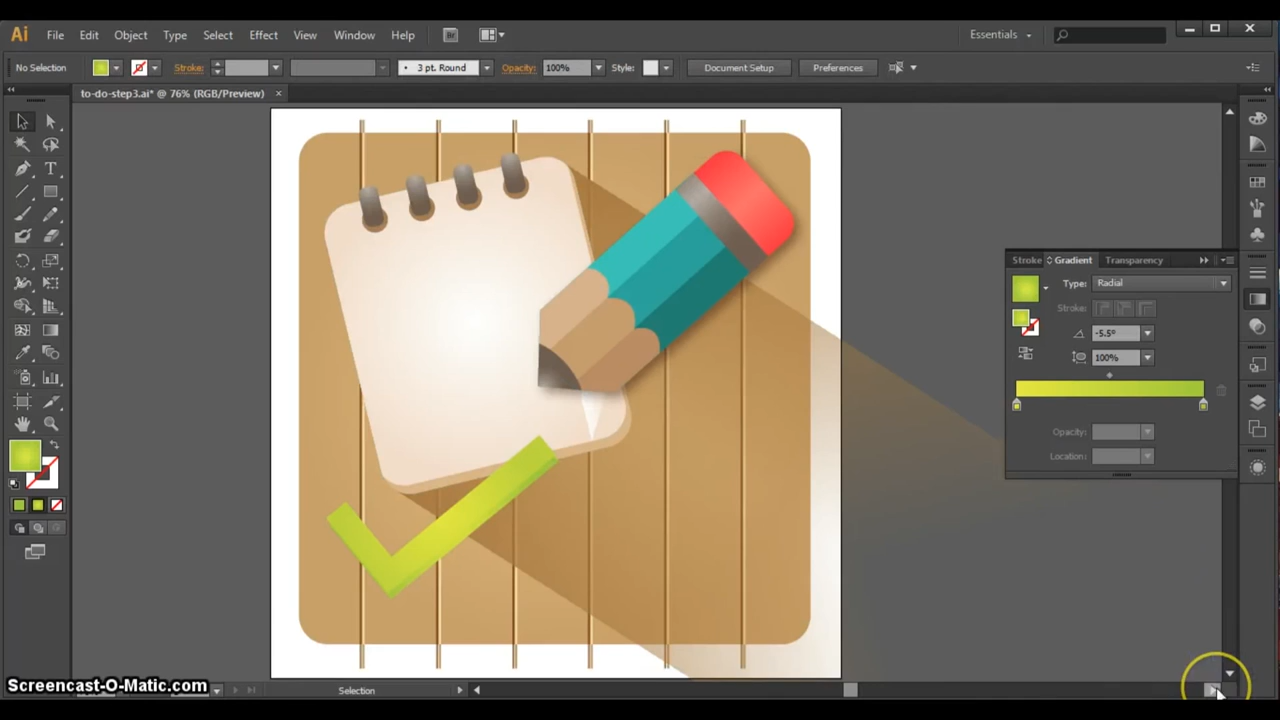 Ai File Edit Object Type Select Effect View Window Help Br Essentials
No Selection Stroke: 3 pt. Round Opacity: 100% Style: Document Setup Preferences
to-do-step3.ai* @ 76% (RGB/Preview) ×
Stroke Gradient Transparency
Type: Radial
Stroke:
-5.5°
100%
Opacity:
Location:
Screencast-O-Matic.com
Selection